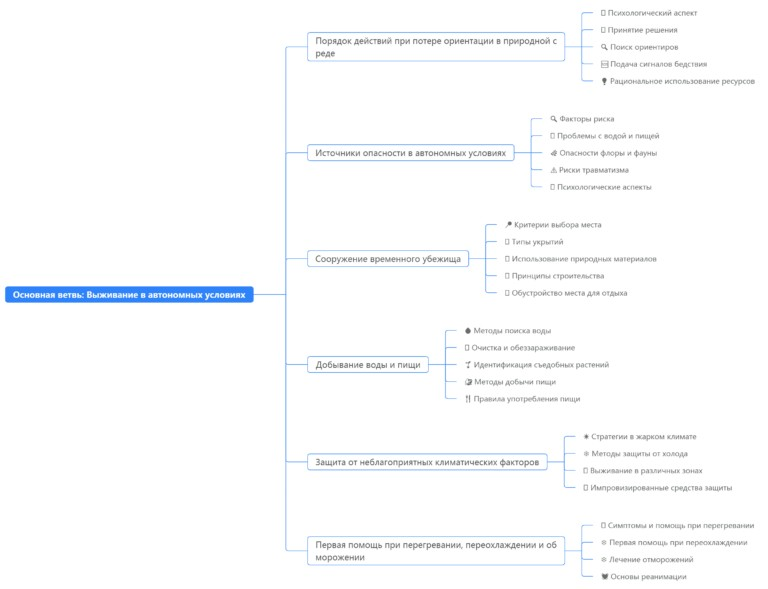 Порядок действий при потере ориентации в природной с
реде
Психологический аспект
Принятие решения
Поиск ориентиров
Подача сигналов бедствия
Рациональное использование ресурсов
Источники опасности в автономных условиях
Факторы риска
Проблемы с водой и пищей
Опасности флоры и фауны
Риски травматизма
Психологические аспекты
Основная ветвь: Выживание в автономных условиях
Сооружение временного убежища
Критерии выбора места
Типы укрытий
Использование природных материалов
Принципы строительства
Обустройство места для отдыха
Добывание воды и пищи
Методы поиска воды
Очистка и обеззараживание
Идентификация съедобных растений
Методы добычи пищи
Правила употребления пищи
Защита от неблагоприятных климатических факторов
Стратегии в жарком климате
Методы защиты от холода
Выживание в различных зонах
Импровизированные средства защиты
Первая помощь при перегревании, переохлаждении и об
морожении
Симптомы и помощь при перегревании
Первая помощь при переохлаждении
Лечение отморожений
Основы реанимации